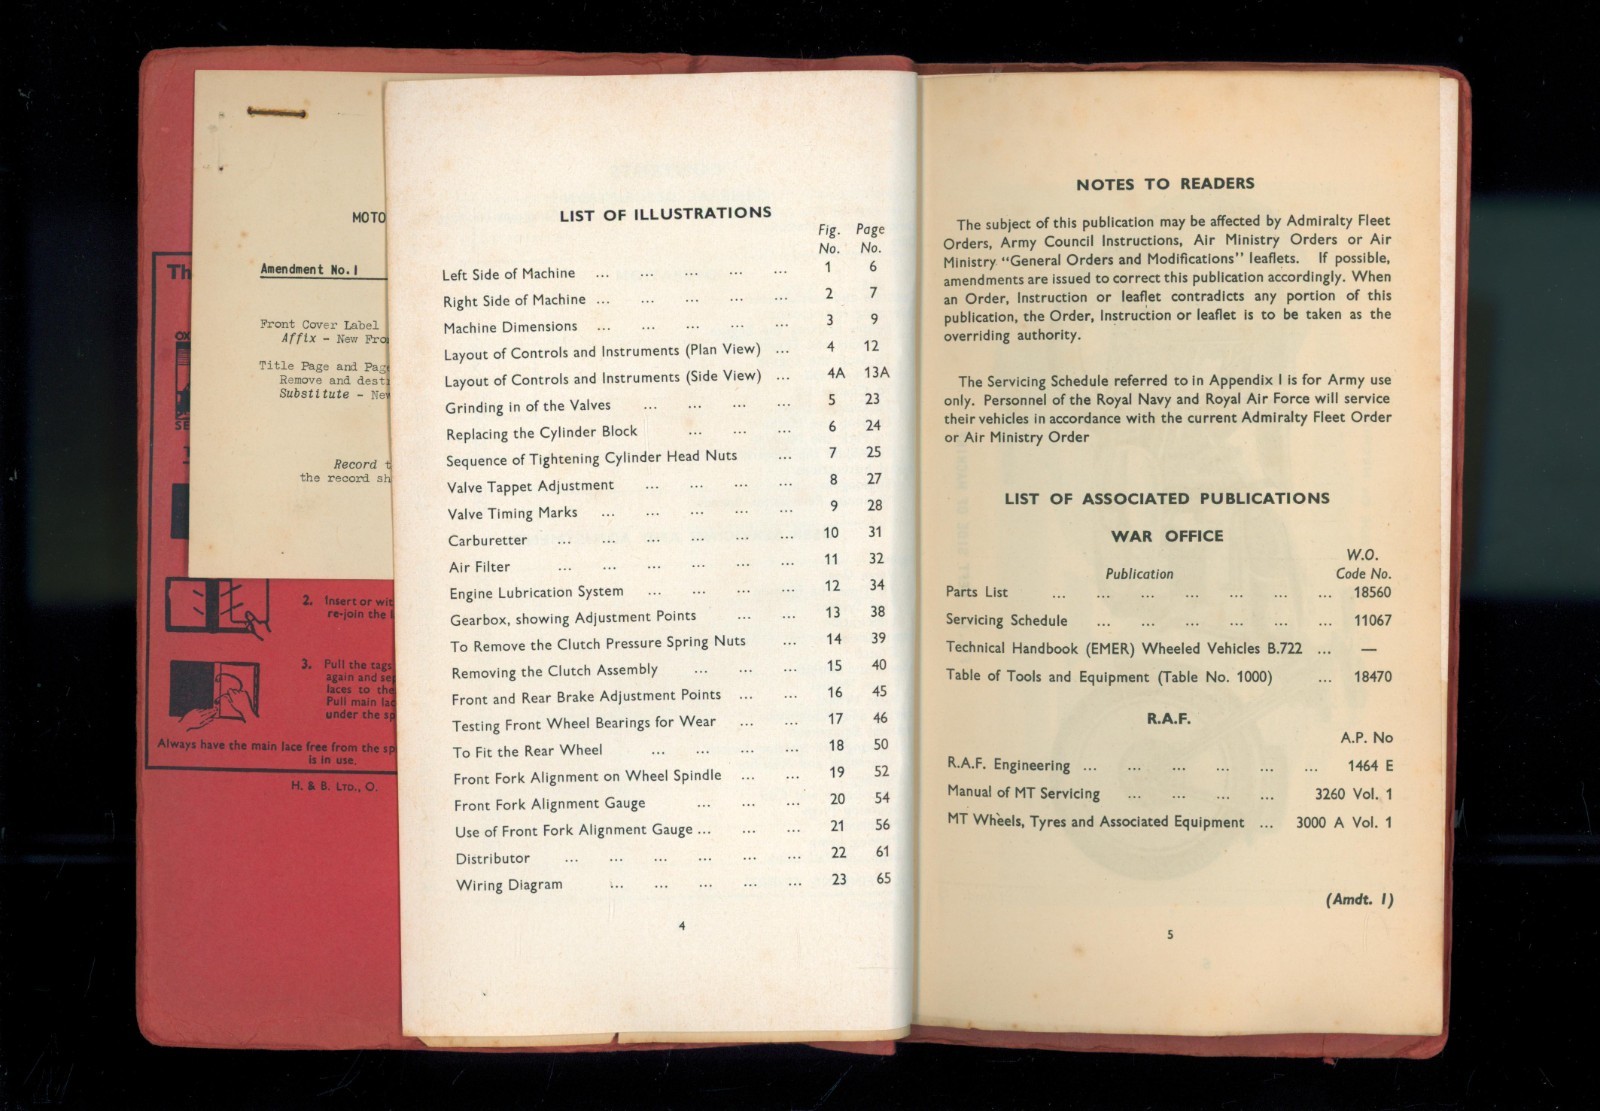 MOTO
Amendment No.1
Front Cover Label
Affix - New
Title Page and
Remove and
Substitute -
Record
the record
Th
2. Insert or
re-join the
3. Pull the tags
again and
laces to the
Pull main
under the
Always have the main lace free from the
is in use.
H. & B. LTD., O.
LIST OF ILLUSTRATIONS
Fig. Page
No. No.
Left Side of Machine ... ... ... ... ... 1 6
Right Side of Machine ... ... ... ... ... 2 7
Machine Dimensions ... ... ... ... ... 3 9
Layout of Controls and Instruments (Plan View) ... 4 12
Layout of Controls and Instruments (Side View) ... 4A 13A
Grinding in of the Valves ... ... ... ... 5 23
Replacing the Cylinder Block ... ... ... 6 24
Sequence of Tightening Cylinder Head Nuts ... 7 25
Valve Tappet Adjustment ... ... ... ... 8 27
Valve Timing Marks ... ... ... ... ... 9 28
Carburetter ... ... ... ... ... ... 10 31
Air Filter ... ... ... ... ... ... 11 32
Engine Lubrication System ... ... ... ... 12 34
Gearbox, showing Adjustment Points ... ... 13 38
To Remove the Clutch Pressure Spring Nuts ... 14 39
Removing the Clutch Assembly ... ... ... 15 40
Front and Rear Brake Adjustment Points ... ... 16 45
Testing Front Wheel Bearings for Wear ... ... 17 46
To Fit the Rear Wheel ... ... ... ... 18 50
Front Fork Alignment on Wheel Spindle ... ... 19 52
Front Fork Alignment Gauge ... ... ... 20 54
Use of Front Fork Alignment Gauge ... ... ... 21 56
Distributor ... ... ... ... ... ... 22 61
Wiring Diagram ... ... ... ... ... 23 65
4
NOTES TO READERS
The subject of this publication may be affected by Admiralty Fleet
Orders, Army Council Instructions, Air Ministry Orders or Air
Ministry "General Orders and Modifications" leaflets. If possible,
amendments are issued to correct this publication accordingly. When
an Order, Instruction or leaflet contradicts any portion of this
publication, the Order, Instruction or leaflet is to be taken as the
overriding authority.
The Servicing Schedule referred to in Appendix I is for Army use
only. Personnel of the Royal Navy and Royal Air Force will service
their vehicles in accordance with the current Admiralty Fleet Order
or Air Ministry Order
LIST OF ASSOCIATED PUBLICATIONS
WAR OFFICE
W.O.
Publication Code No.
Parts List ... ... ... ... ... ... ... 18560
Servicing Schedule ... ... ... ... ... ... 11067
Technical Handbook (EMER) Wheeled Vehicles B.722 ... —
Table of Tools and Equipment (Table No. 1000) ... 18470
R.A.F.
A.P. No
R.A.F. Engineering ... ... ... ... ... ... 1464 E
Manual of MT Servicing ... ... ... ... 3260 Vol. 1
MT Wheels, Tyres and Associated Equipment ... 3000 A Vol. 1
(Amdt. 1)
5